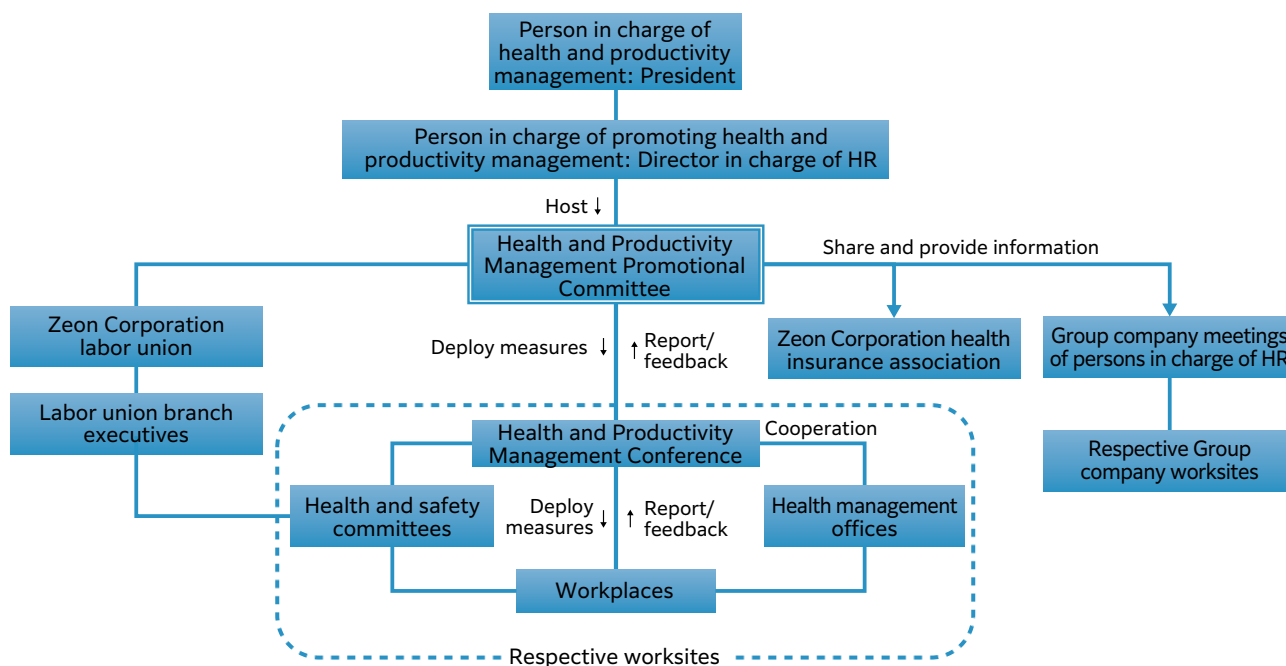 Person in charge of
health and productivity
management: President
Person in charge of promoting health and
productivity management: Director in charge of HR
Host ↓
Health and Productivity
Management Promotional
Committee
Share and provide information
Zeon Corporation
labor union
Deploy measures ↓
↑ Report/
feedback
Zeon Corporation health
insurance association
Group company meetings
of persons in charge of HR
Labor union branch
executives
Health and Productivity
Management Conference
Cooperation
Respective Group
company worksites
Health and safety
committees
Deploy
measures ↓
↑ Report/
feedback
Health management
offices
Workplaces
Respective worksites